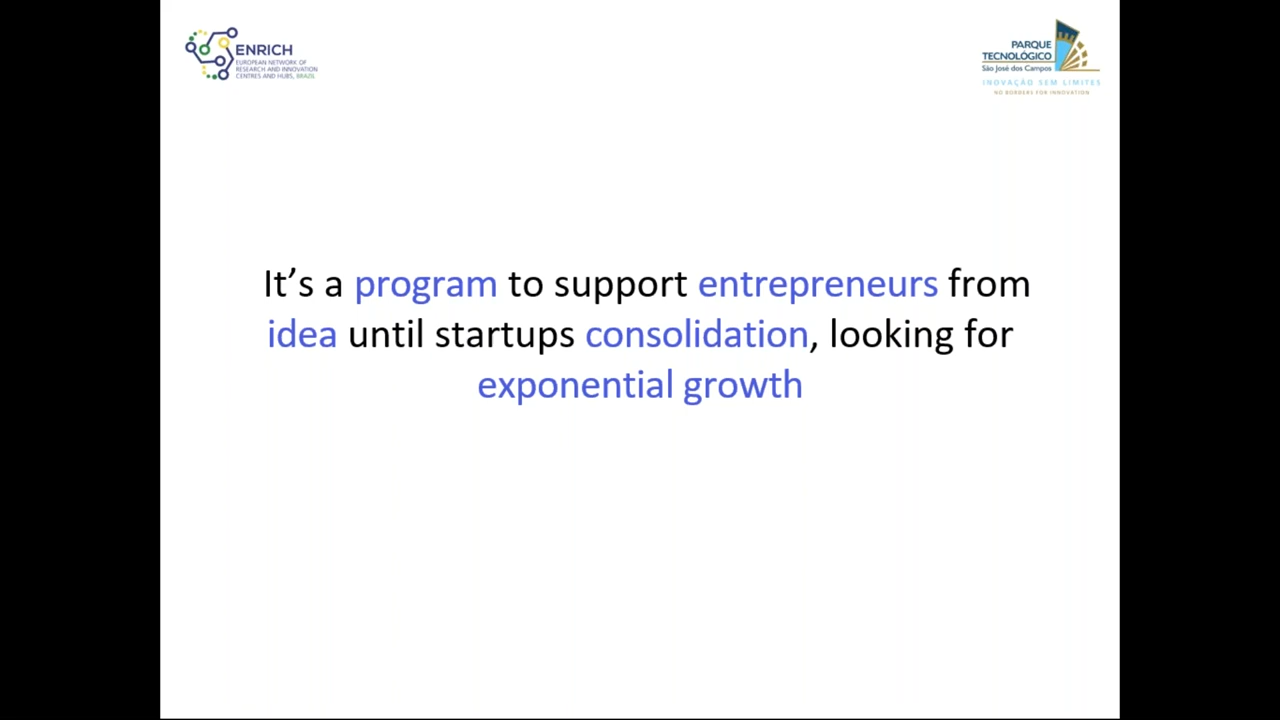 ENRICH
EUROPEAN NETWORK OF
RESEARCH AND INNOVATION
CENTRES AND HUBS, BRAZIL
PARQUE
TECNOLÓGICO
São José dos Campos
INOVAÇÃO SEM LIMITES
NO BORDERS FOR INNOVATION
It’s a program to support entrepreneurs from
idea until startups consolidation, looking for
exponential growth